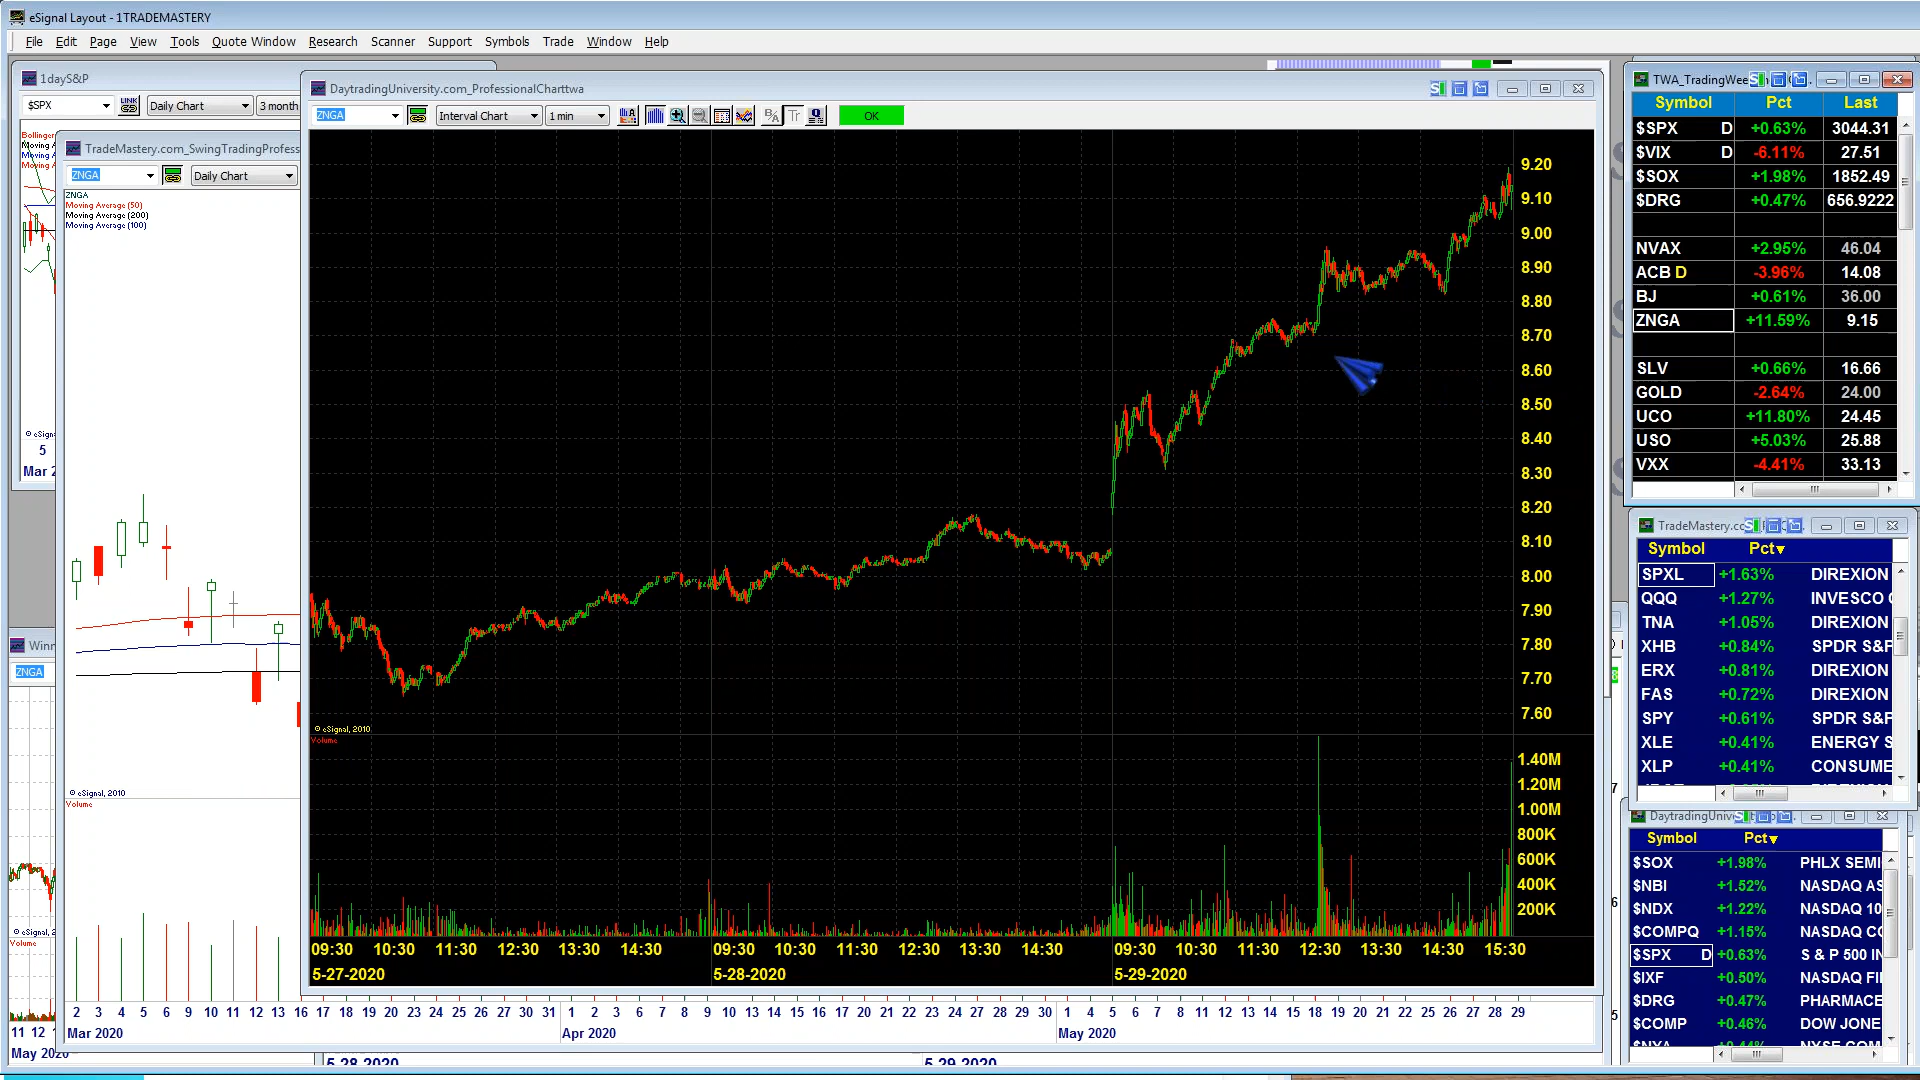 eSignal Layout - 1TRADEMASTERY
File Edit Page View Tools Quote Window Research Scanner Support Symbols Trade Window Help
1dayS&P
$SPX LINK Daily Chart 3 month
Moving
Moving
TradeMastery.com_SwingTradingProfess
ZNGA Daily Chart
ZNGA
Moving Average (50)
Moving Average (200)
Moving Average (100)
5
© eSignal, 2010
Volume
2 3 4 5 6 9 10 11 12 13 16 17 18 19 20 23 24 25 26 27 30 31 1 2 3 6 7 8 9 13 14 15 16 17 20 21 22 23 24 27 28 29 30 1 4 5 6 7 8 11 12 13 14 15 18 19 20 21 22 25 26 27 28 29
Mar 2020 Apr 2020 May 2020
ZNGA
Volume
11 12
May 2020
5-28-2020 5-29-2020
DaytradingUniversity.com_ProfessionalCharttwa
ZNGA Interval Chart 1 min OK
9.20
9.10
9.00
8.90
8.80
8.70
8.60
8.50
8.40
8.30
8.20
8.10
8.00
7.90
7.80
7.70
7.60
© eSignal, 2010
Volume
1.40M
1.20M
1.00M
800K
600K
400K
200K
09:30 10:30 11:30 12:30 13:30 14:30 09:30 10:30 11:30 12:30 13:30 14:30 09:30 10:30 11:30 12:30 13:30 14:30 15:30
5-27-2020 5-28-2020 5-29-2020
Symbol Pct Last
$SPX D +0.63% 3044.31
$VIX D -6.11% 27.51
$SOX +1.98% 1852.49
$DRG +0.47% 656.9222
NVAX +2.95% 46.04
ACB D -3.96% 14.08
BJ +0.61% 36.00
ZNGA +11.59% 9.15
SLV +0.66% 16.66
GOLD -2.64% 24.00
UCO +11.80% 24.45
USO +5.03% 25.88
VXX -4.41% 33.13
Symbol Pct
SPXL +1.63% DIREXION
QQQ +1.27% INVESCO
TNA +1.05% DIREXION
XHB +0.84% SPDR S&P
ERX +0.81% DIREXION
FAS +0.72% DIREXION
SPY +0.61% SPDR S&P
XLE +0.41% ENERGY S
XLP +0.41% CONSUME
Symbol Pct
$SOX +1.98% PHLX SEMI
$NBI +1.52% NASDAQ
$NDX +1.22% NASDAQ 10
$COMPQ +1.15% NASDAQ
$SPX D +0.63% S & P 500 IN
$IXF +0.50% NASDAQ FI
$DRG +0.47% PHARMACE
$COMP +0.46% DOW JONE